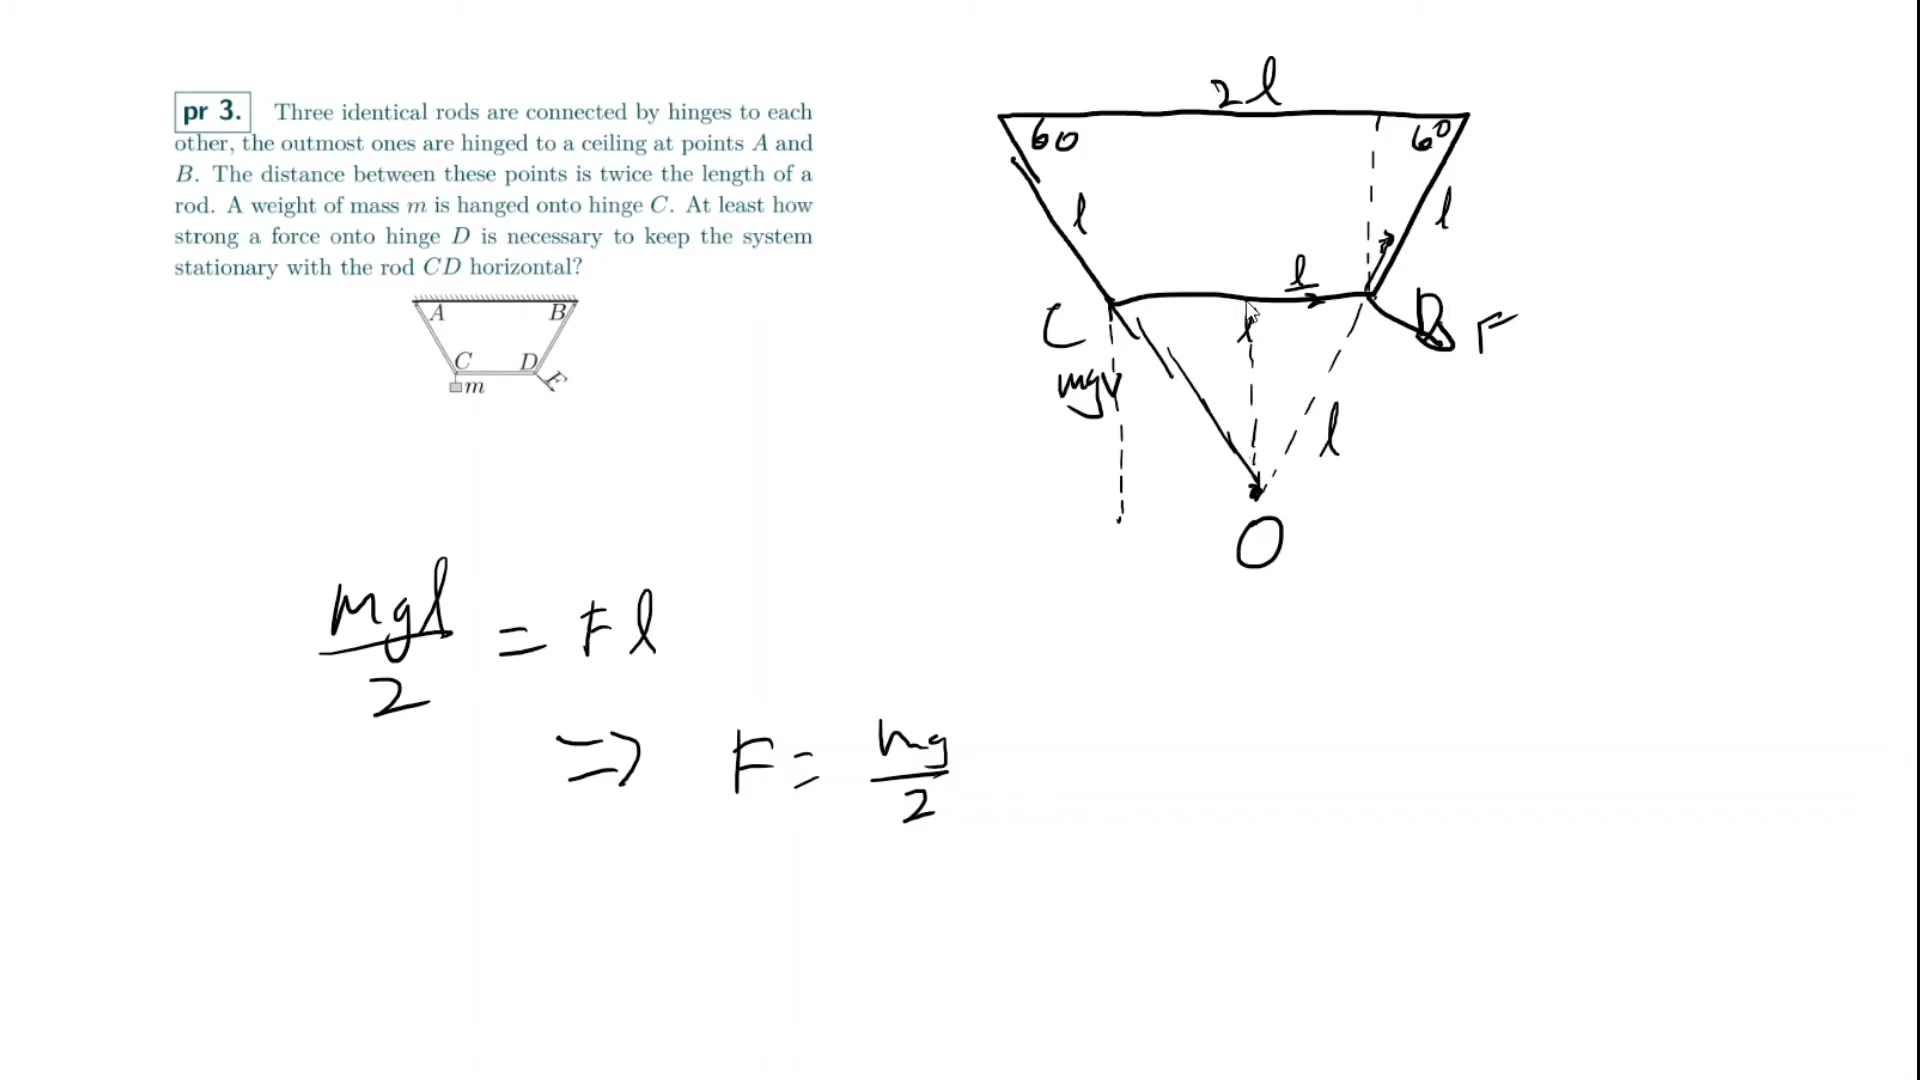 pr 3. Three identical rods are connected by hinges to each
other, the outmost ones are hinged to a ceiling at points A and
B. The distance between these points is twice the length of a
rod. A weight of mass m is hanged onto hinge C. At least how
strong a force onto hinge D is necessary to keep the system
stationary with the rod CD horizontal?
A B
C D
m F
2l
60 60
l l
l
C D F
mg
l
O
mgl/2 = Fl
=> F = mg/2